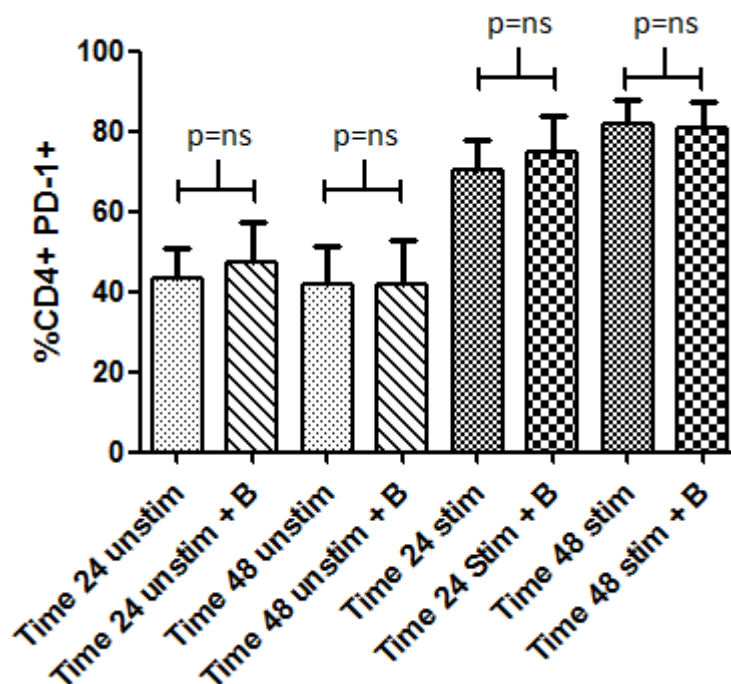 p=ns
p=ns
p=ns
p=ns
%CD4+ PD-1+
100
80
60
40
20
0
Time 24 unstim
Time 24 unstim + B
Time 48 unstim
Time 48 unstim + B
Time 24 stim
Time 24 Stim + B
Time 48 stim
Time 48 stim + B